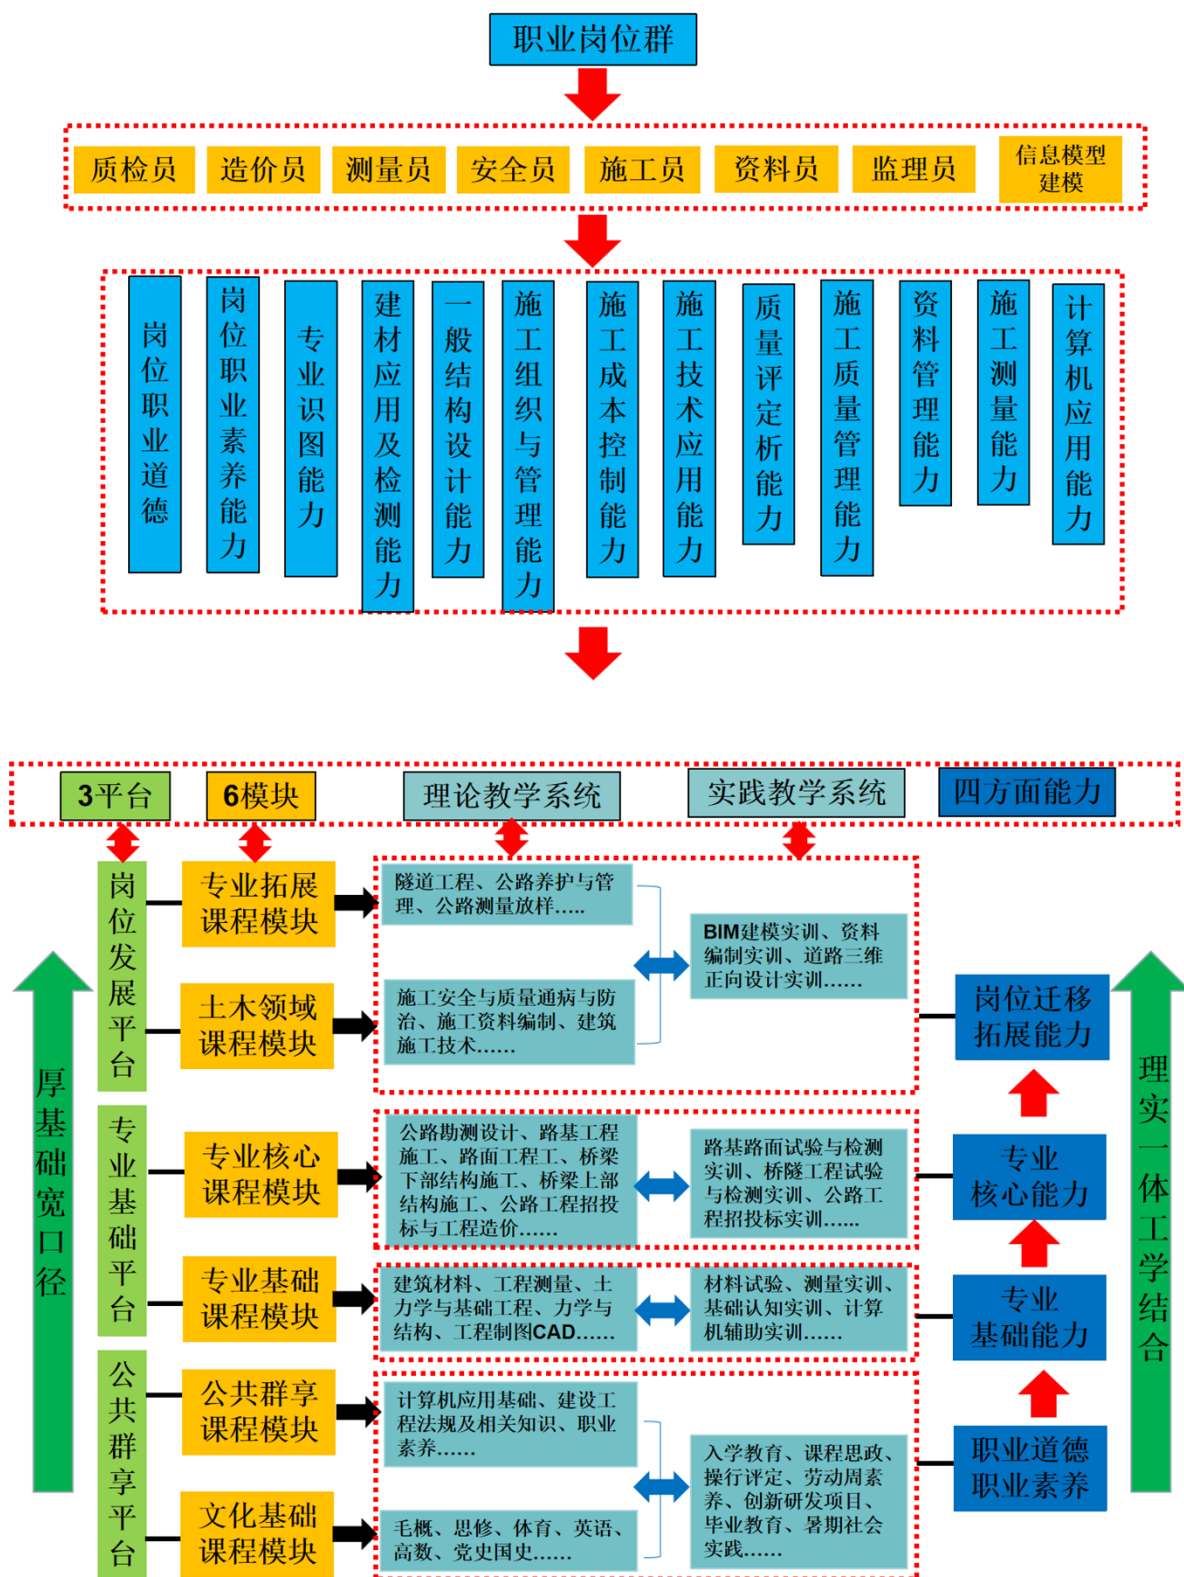 职业岗位群
质检员
造价员
测量员
安全员
施工员
资料员
监理员
信息模型
建模
岗位职业道德
岗位职业素养能力
专业识图能力
建材应用及检测能力
一般结构设计能力
施工组织与管理能力
施工成本控制能力
施工技术应用能力
质量评定析能力
施工质量管理能力
资料管理能力
施工测量能力
计算机应用能力
3平台
6模块
理论教学系统
实践教学系统
四方面能力
厚基础宽口径
岗位发展平台
专业拓展
课程模块
隧道工程、公路养护与管
理、公路测量放样.....
土木领域
课程模块
施工安全与质量通病与防
治、施工资料编制、建筑
施工技术......
BIM建模实训、资料
编制实训、道路三维
正向设计实训......
岗位迁移
拓展能力
专业基础平台
专业核心
课程模块
公路勘测设计、路基工程
施工、路面工程工、桥梁
下部结构施工、桥梁上部
结构施工、公路工程招投
标与工程造价......
路基路面试验与检测
实训、桥隧工程试验
与检测实训、公路工
程招投标实训......
专业
核心能力
专业基础
课程模块
建筑材料、工程测量、土
力学与基础工程、力学与
结构、工程制图CAD......
材料试验、测量实训、
基础认知实训、计算
机辅助实训......
专业
基础能力
公共群享平台
公共群享
课程模块
计算机应用基础、建设工
程法规及相关知识、职业
素养......
文化基础
课程模块
毛概、思修、体育、英语、
高数、党史国史......
入学教育、课程思政、
操行评定、劳动周素
养、创新研发项目、
毕业教育、暑期社会
实践......
职业道德
职业素养
理实一体工学结合